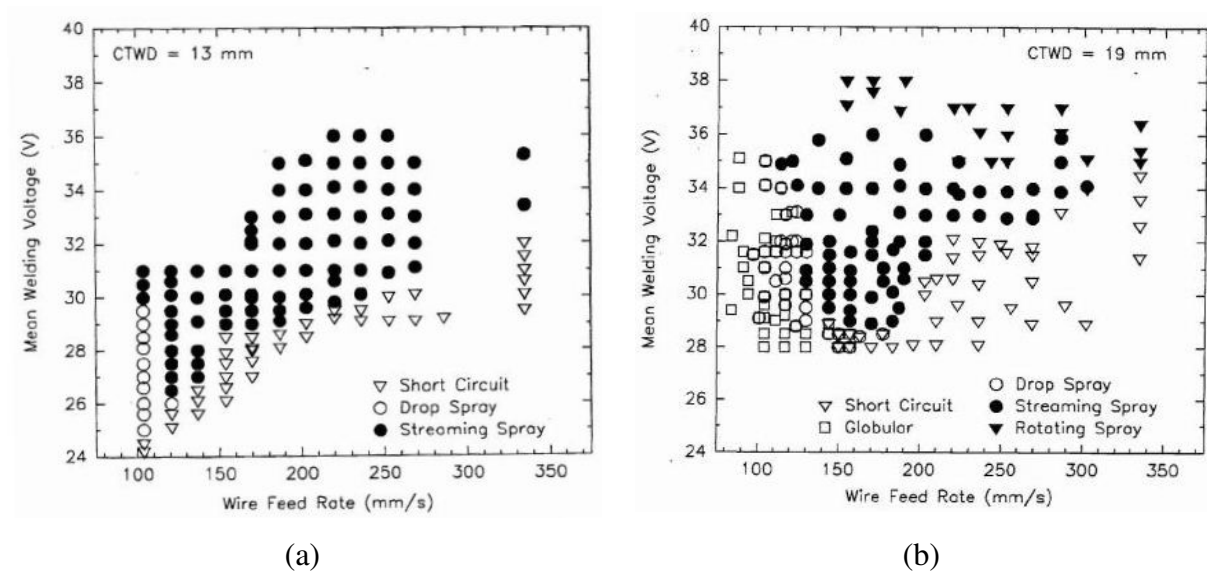 40
38
36
34
32
30
28
26
24
Mean Welding Voltage (V)
CTWD = 13 mm
Short Circuit
Drop Spray
Streaming Spray
100 150 200 250 300 350
Wire Feed Rate (mm/s)
(a)
40
38
36
34
32
30
28
26
24
Mean Welding Voltage (V)
CTWD = 19 mm
Short Circuit
Globular
Drop Spray
Streaming Spray
Rotating Spray
100 150 200 250 300 350
Wire Feed Rate (mm/s)
(b)